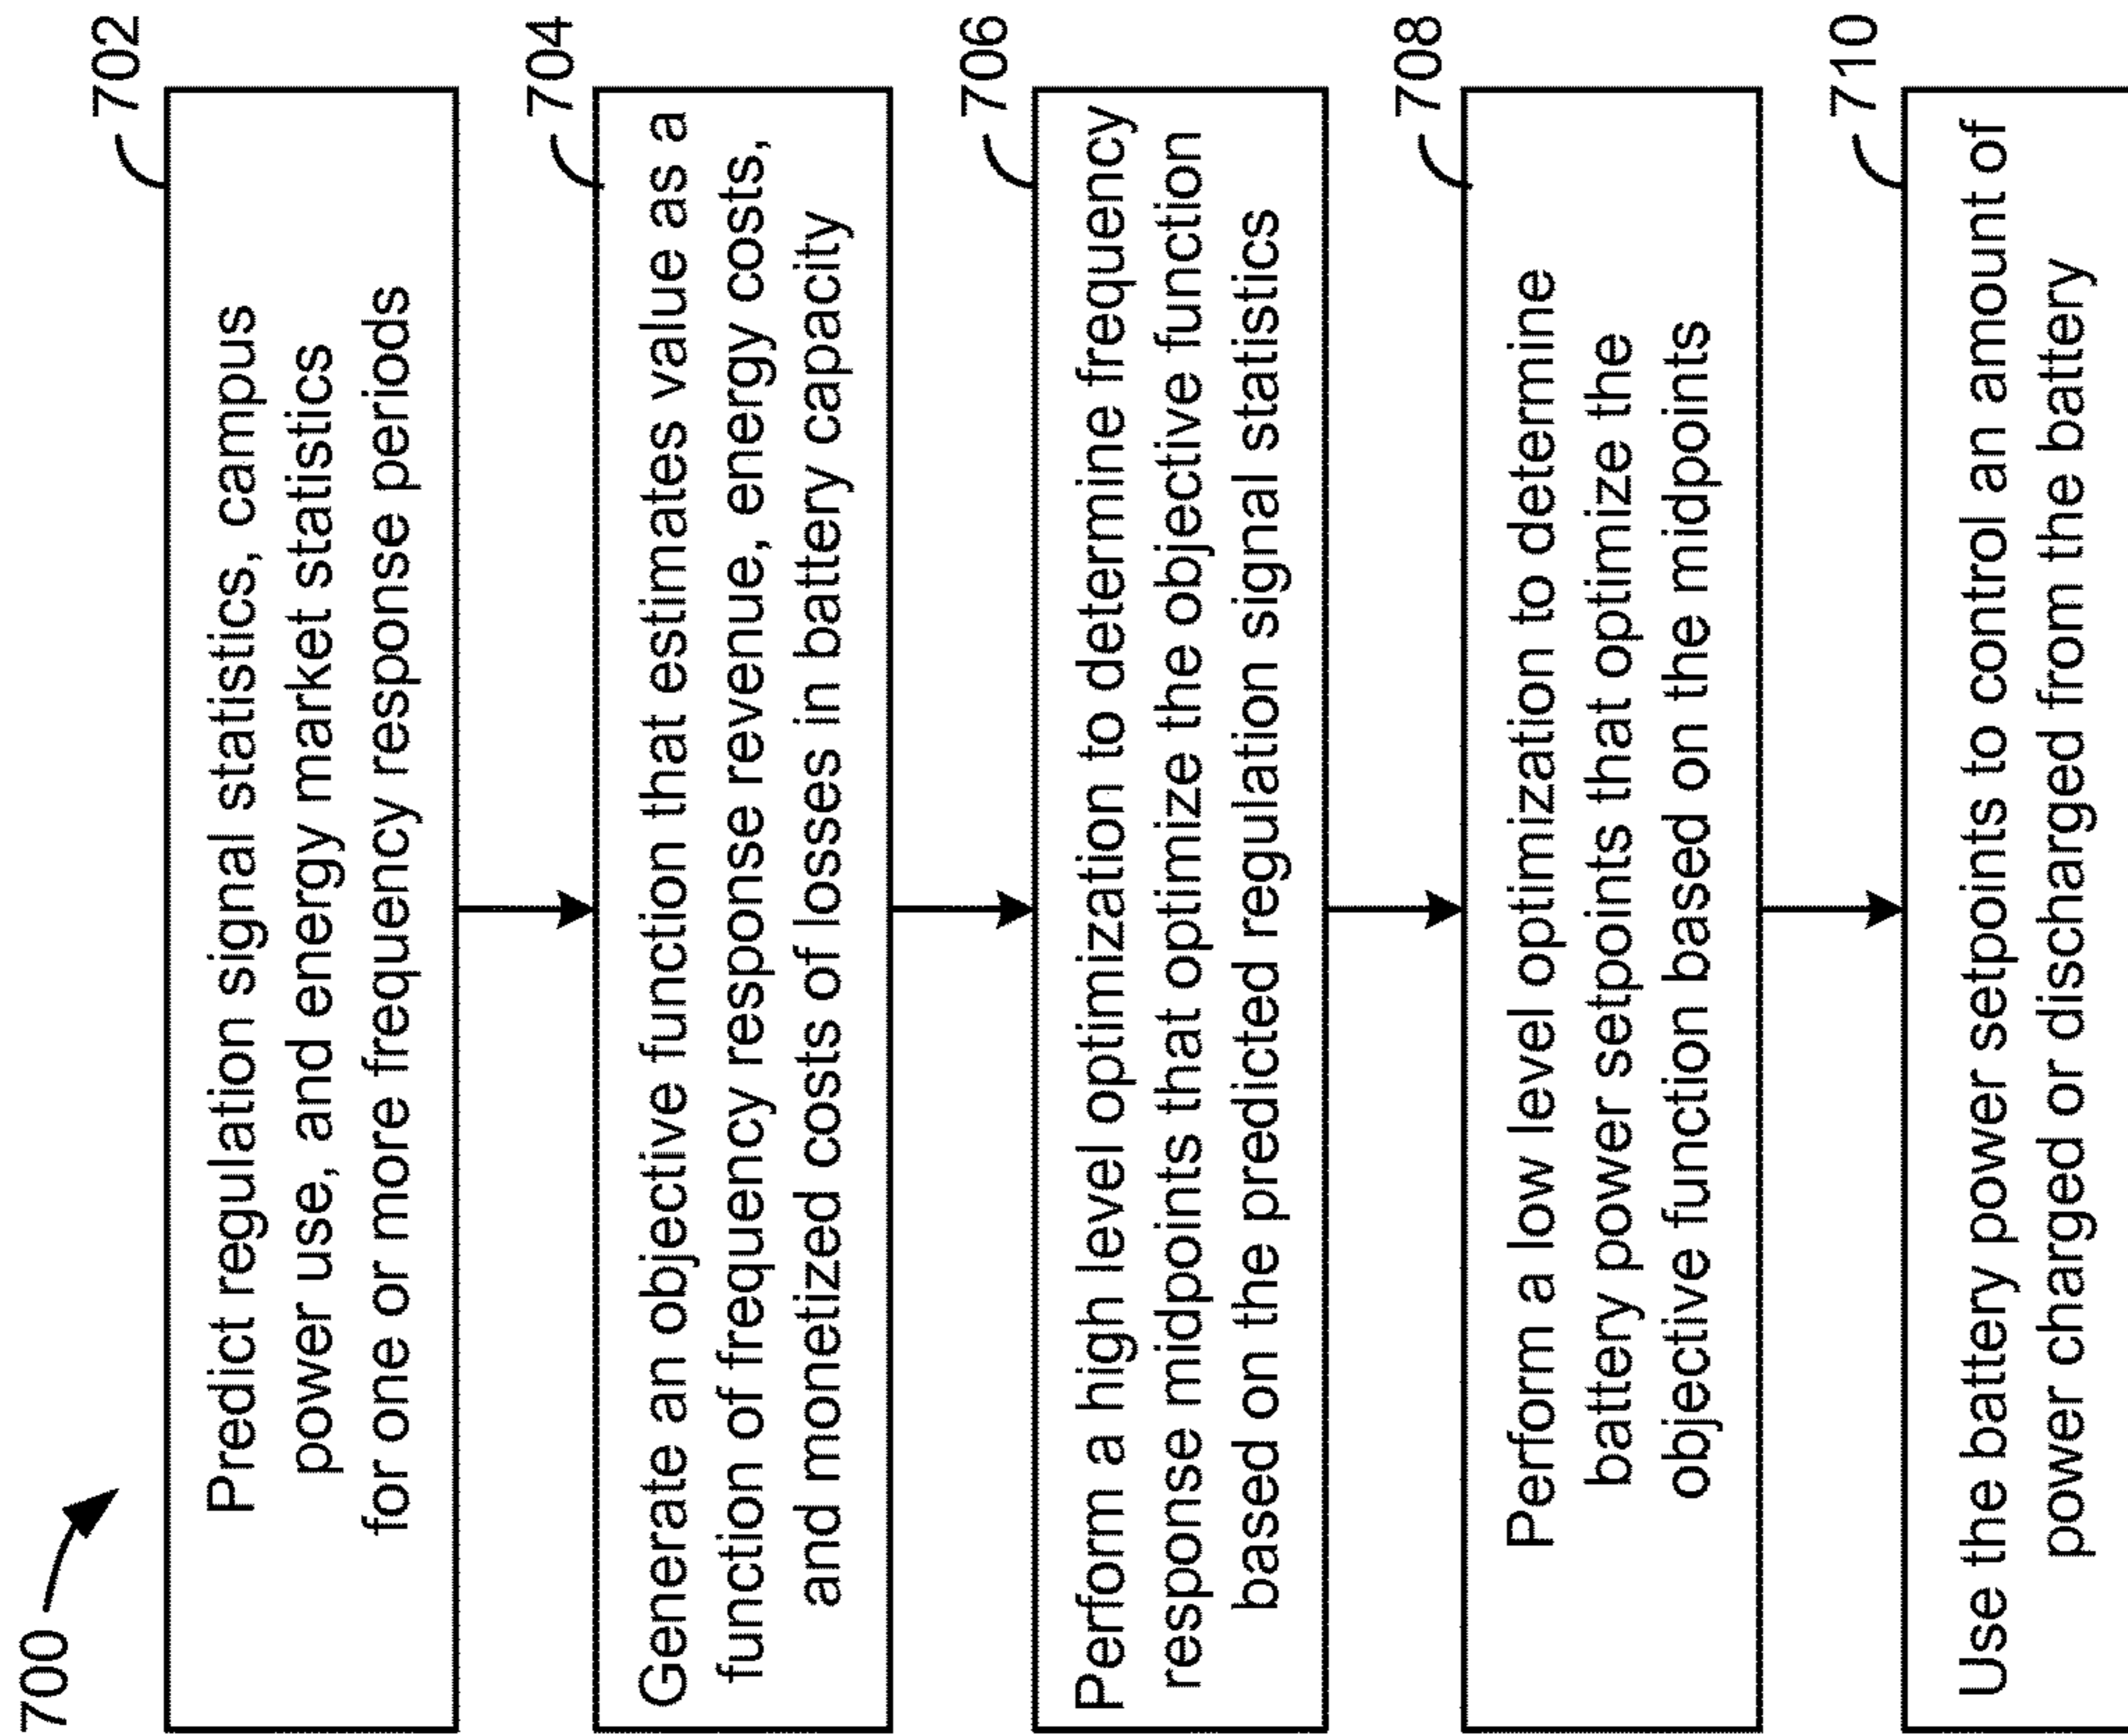 700
702
Predict regulation signal statistics, campus
power use, and energy market statistics
for one or more frequency response periods
704
Generate an objective function that estimates value as a
function of frequency response revenue, energy costs,
and monetized costs of losses in battery capacity
706
Perform a high level optimization to determine frequency
response midpoints that optimize the objective function
based on the predicted regulation signal statistics
708
Perform a low level optimization to determine
battery power setpoints that optimize the
objective function based on the midpoints
710
Use the battery power setpoints to control an amount of
power charged or discharged from the battery